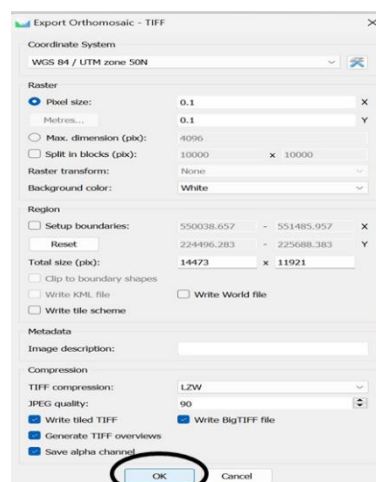 Export Orthomosaic - TIFF
Coordinate System
WGS 84 / UTM zone 50N
Raster
Pixel size: 0.1 X
Metres... 0.1 Y
Max. dimension (pix): 4096
Split in blocks (pix): 10000 x 10000
Raster transform: None
Background color: White
Region
Setup boundaries: 550038.657 - 551485.957 X
Reset 224496.283 - 225688.383 Y
Total size (pix): 14473 x 11921
Clip to boundary shapes
Write KML file Write World file
Write tile scheme
Metadata
Image description:
Compression
TIFF compression: LZW
JPEG quality: 90
Write tiled TIFF Write BigTIFF file
Generate TIFF overviews
Save alpha channel
OK Cancel